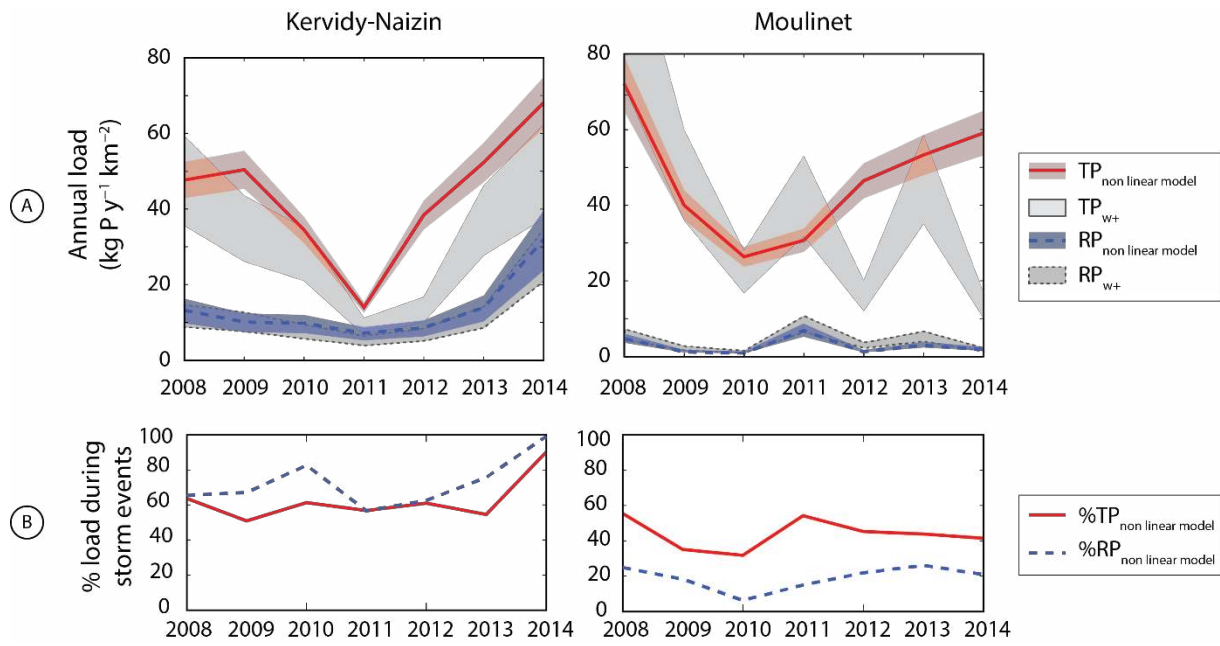 Kervidy-Naizin
Moulinet
A
Annual load
(kg P y⁻¹ km⁻²)
80
60
40
20
0
2008 2009 2010 2011 2012 2013 2014
80
60
40
20
0
2008 2009 2010 2011 2012 2013 2014
TP non linear model
TP w+
RP non linear model
RP w+
B
% load during
storm events
100
80
60
40
20
0
2008 2009 2010 2011 2012 2013 2014
100
80
60
40
20
0
2008 2009 2010 2011 2012 2013 2014
%TP non linear model
%RP non linear model